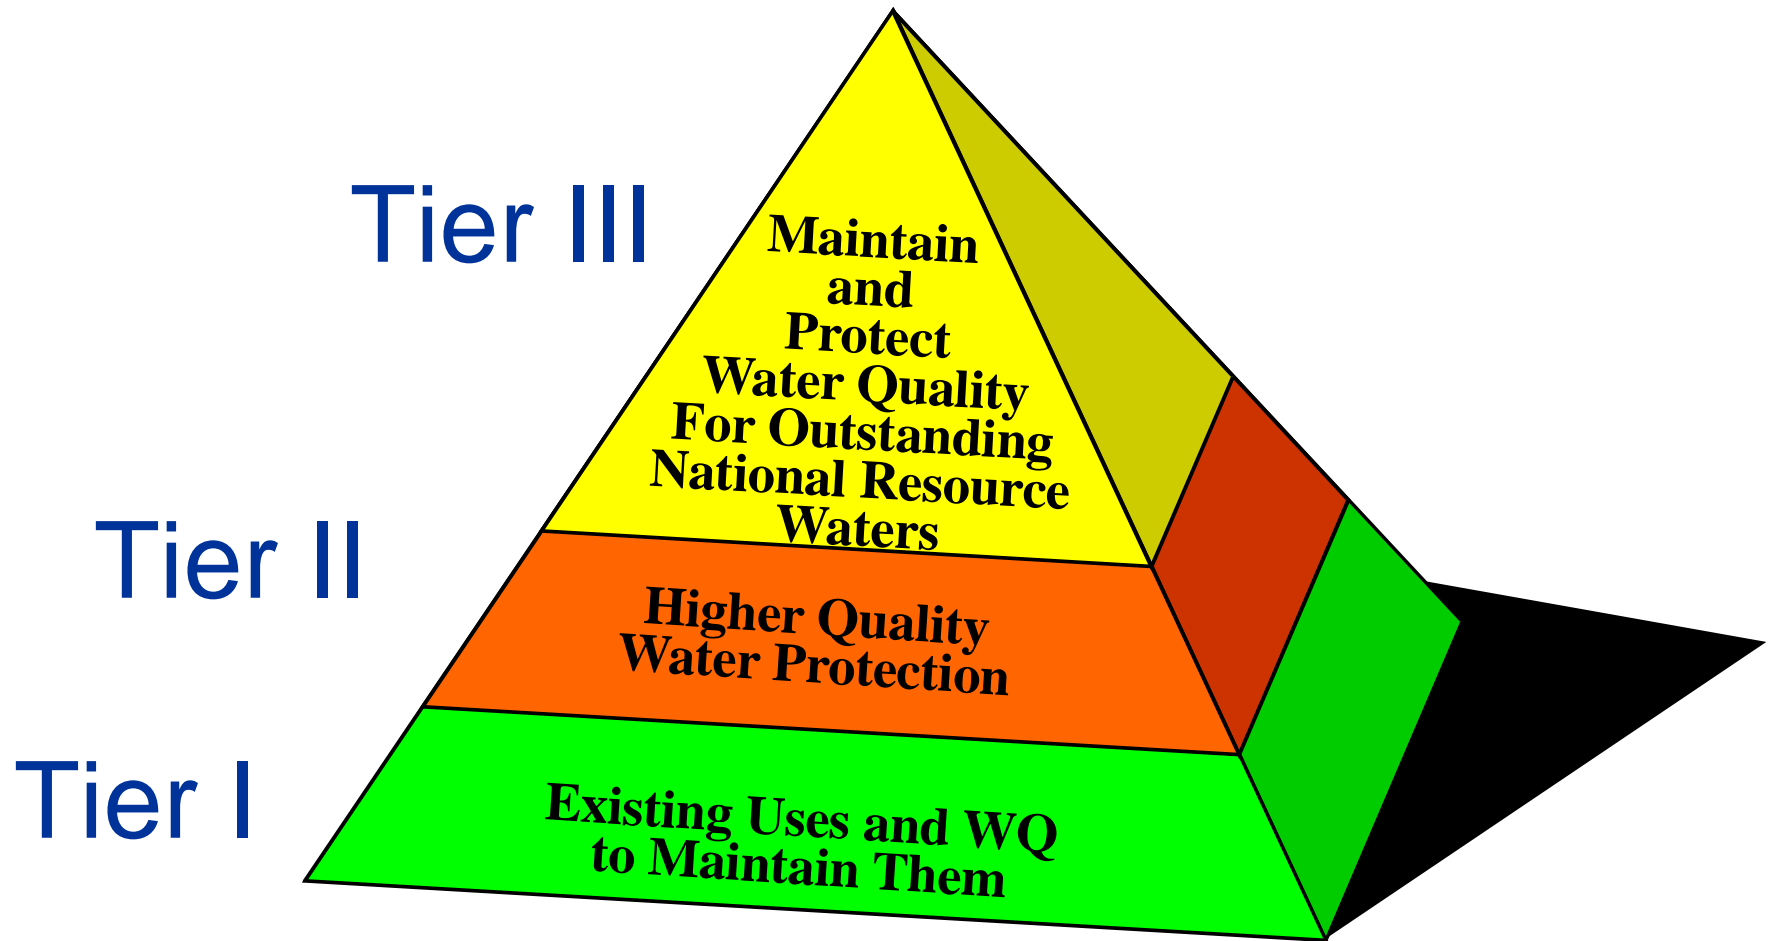 Tier III
Maintain
and
Protect
Water Quality
For Outstanding
National Resource
Waters
Tier II
Higher Quality
Water Protection
Tier I
Existing Uses and WQ
to Maintain Them